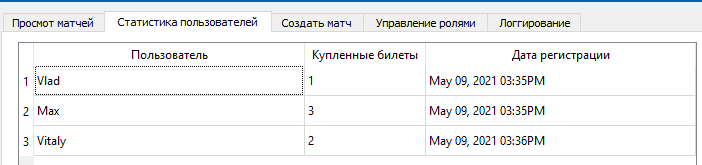 Просмот матчей Статистика пользователей Создать матч Управление ролями Логгирование
Пользователь Купленные билеты Дата регистрации
1 Vlad 1 May 09, 2021 03:35PM
2 Max 3 May 09, 2021 03:35PM
3 Vitaly 2 May 09, 2021 03:36PM